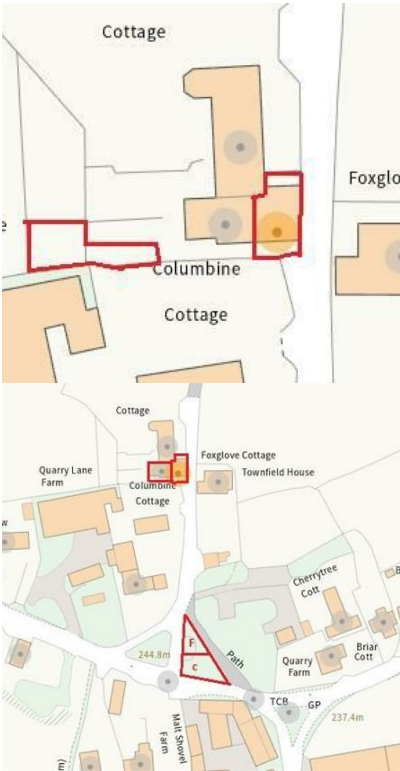 Cottage
Foxglo
e
Columbine
Cottage
Cottage
Foxglove Cottage
Quarry Lane
Farm
Townfield House
Columbine
Cottage
w
Cherrytree
Cott
B
F
Path
244.8m
C
Quarry
Farm
Briar
Cott
TCB
GP
237.4m
Malt Shovel
Farm
m)